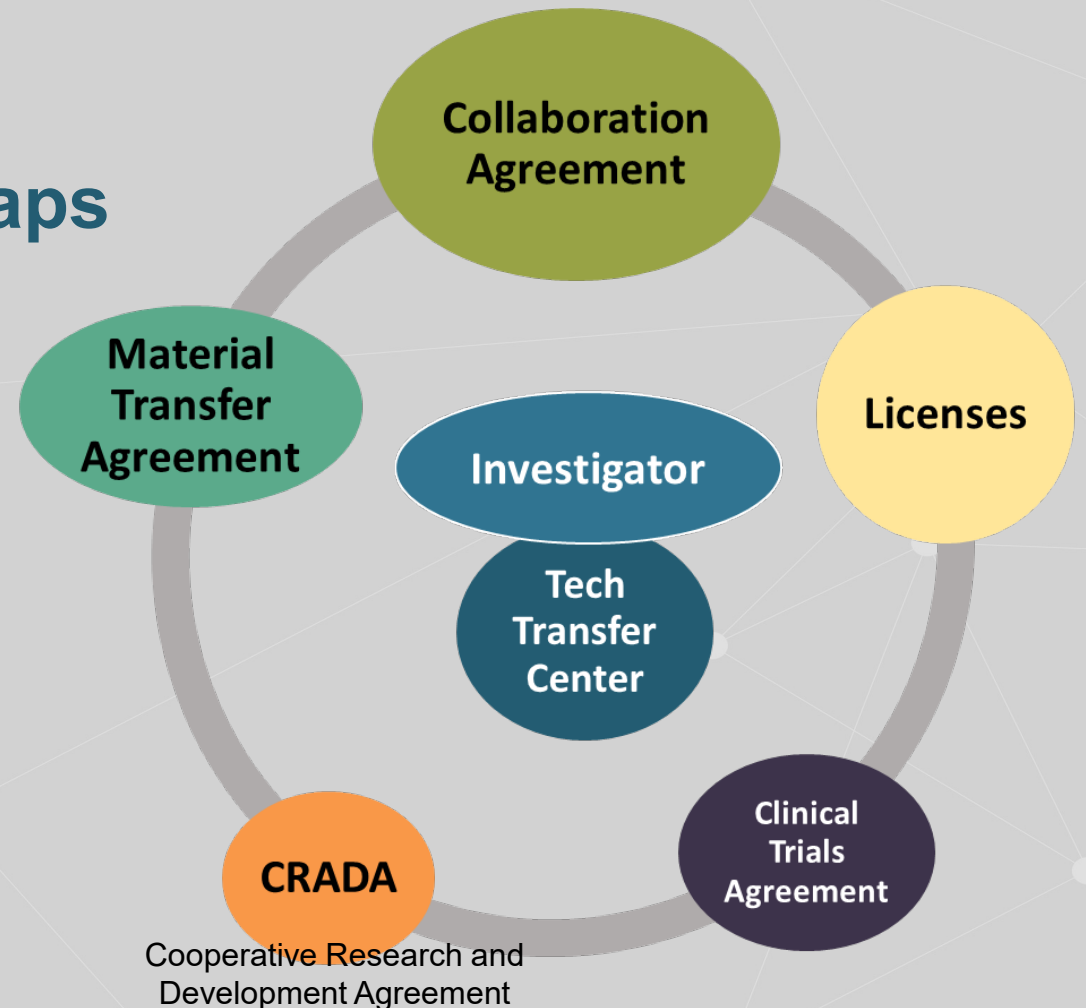 aps
Collaboration
Agreement
Material
Transfer
Agreement
Licenses
Investigator
Tech
Transfer
Center
Clinical
Trials
Agreement
CRADA
Cooperative Research and
Development Agreement